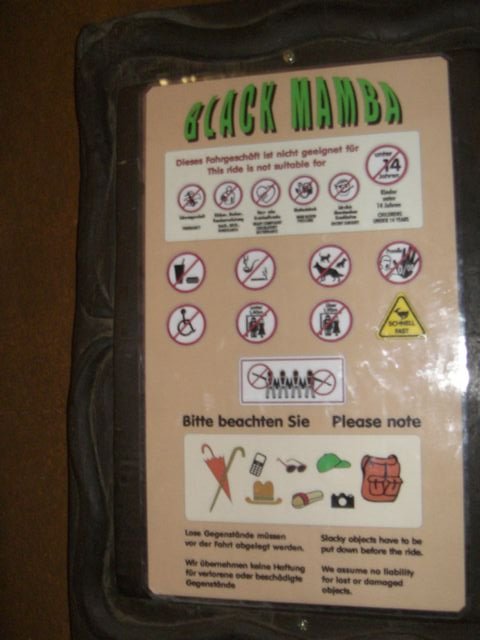 BLACK MAMBA
Dieses Fahrgeschäft ist nicht geeignet für
This ride is not suitable for
unter
14
Jahren
Kinder
unter
14 Jahren
CHILDREN
UNDER 14 YEARS
SCHNELL
FAST
Bitte beachten Sie Please note
Lose Gegenstände müssen
vor der Fahrt abgelegt werden.
Wir übernehmen keine Haftung
für verlorene oder beschädigte
Gegenstände
Slacky objects have to be
put down before the ride.
We assume no liability
for lost or damaged
objects.